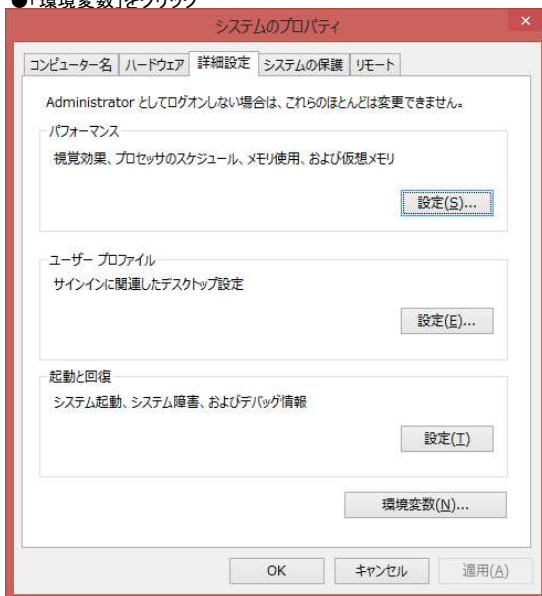 ●「環境変数」をクリック
システムのプロパティ
コンピューター名 ハードウェア 詳細設定 システムの保護 リモート
Administrator としてログオンしない場合は、これらのほとんどは変更できません。
パフォーマンス
視覚効果、プロセッサのスケジュール、メモリ使用、および仮想メモリ
設定(S)...
ユーザー プロファイル
サインインに関連したデスクトップ設定
設定(E)...
起動と回復
システム起動、システム障害、およびデバッグ情報
設定(T)
環境変数(N)...
OK キャンセル 適用(A)